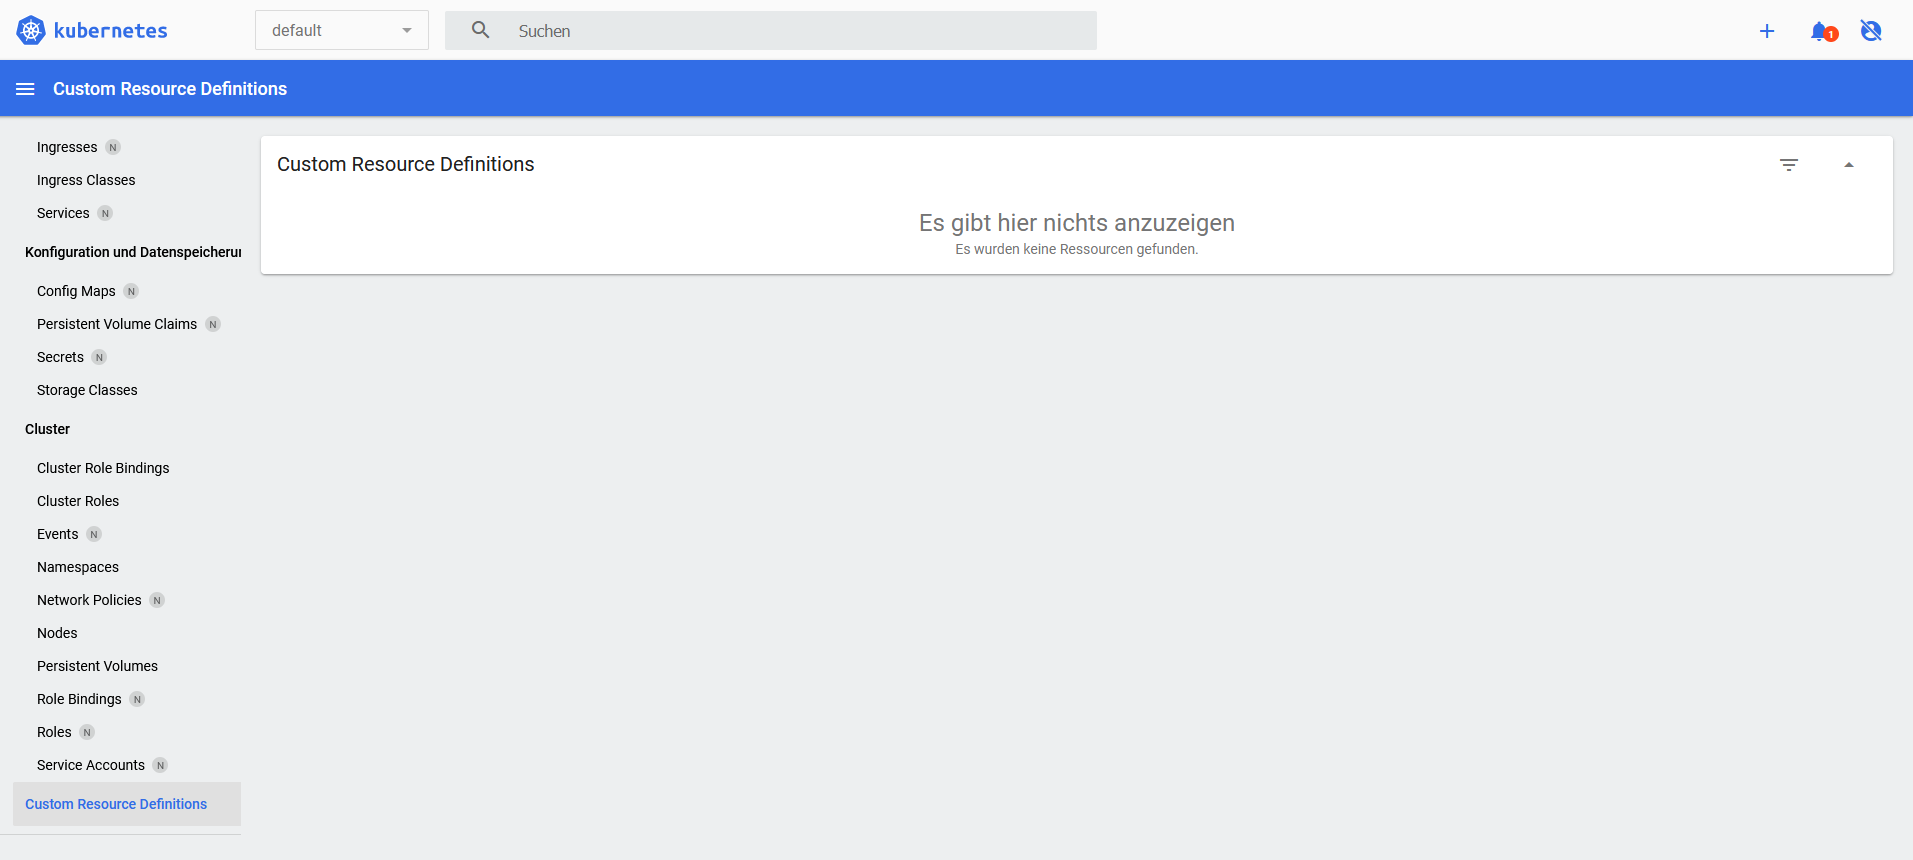 kubernetes
default
Suchen
1
Custom Resource Definitions
Ingresses N
Ingress Classes
Services N
Konfiguration und Datenspeicheru
Config Maps N
Persistent Volume Claims N
Secrets N
Storage Classes
Cluster
Cluster Role Bindings
Cluster Roles
Events N
Namespaces
Network Policies N
Nodes
Persistent Volumes
Role Bindings N
Roles N
Service Accounts N
Custom Resource Definitions
Custom Resource Definitions
Es gibt hier nichts anzuzeigen
Es wurden keine Ressourcen gefunden.